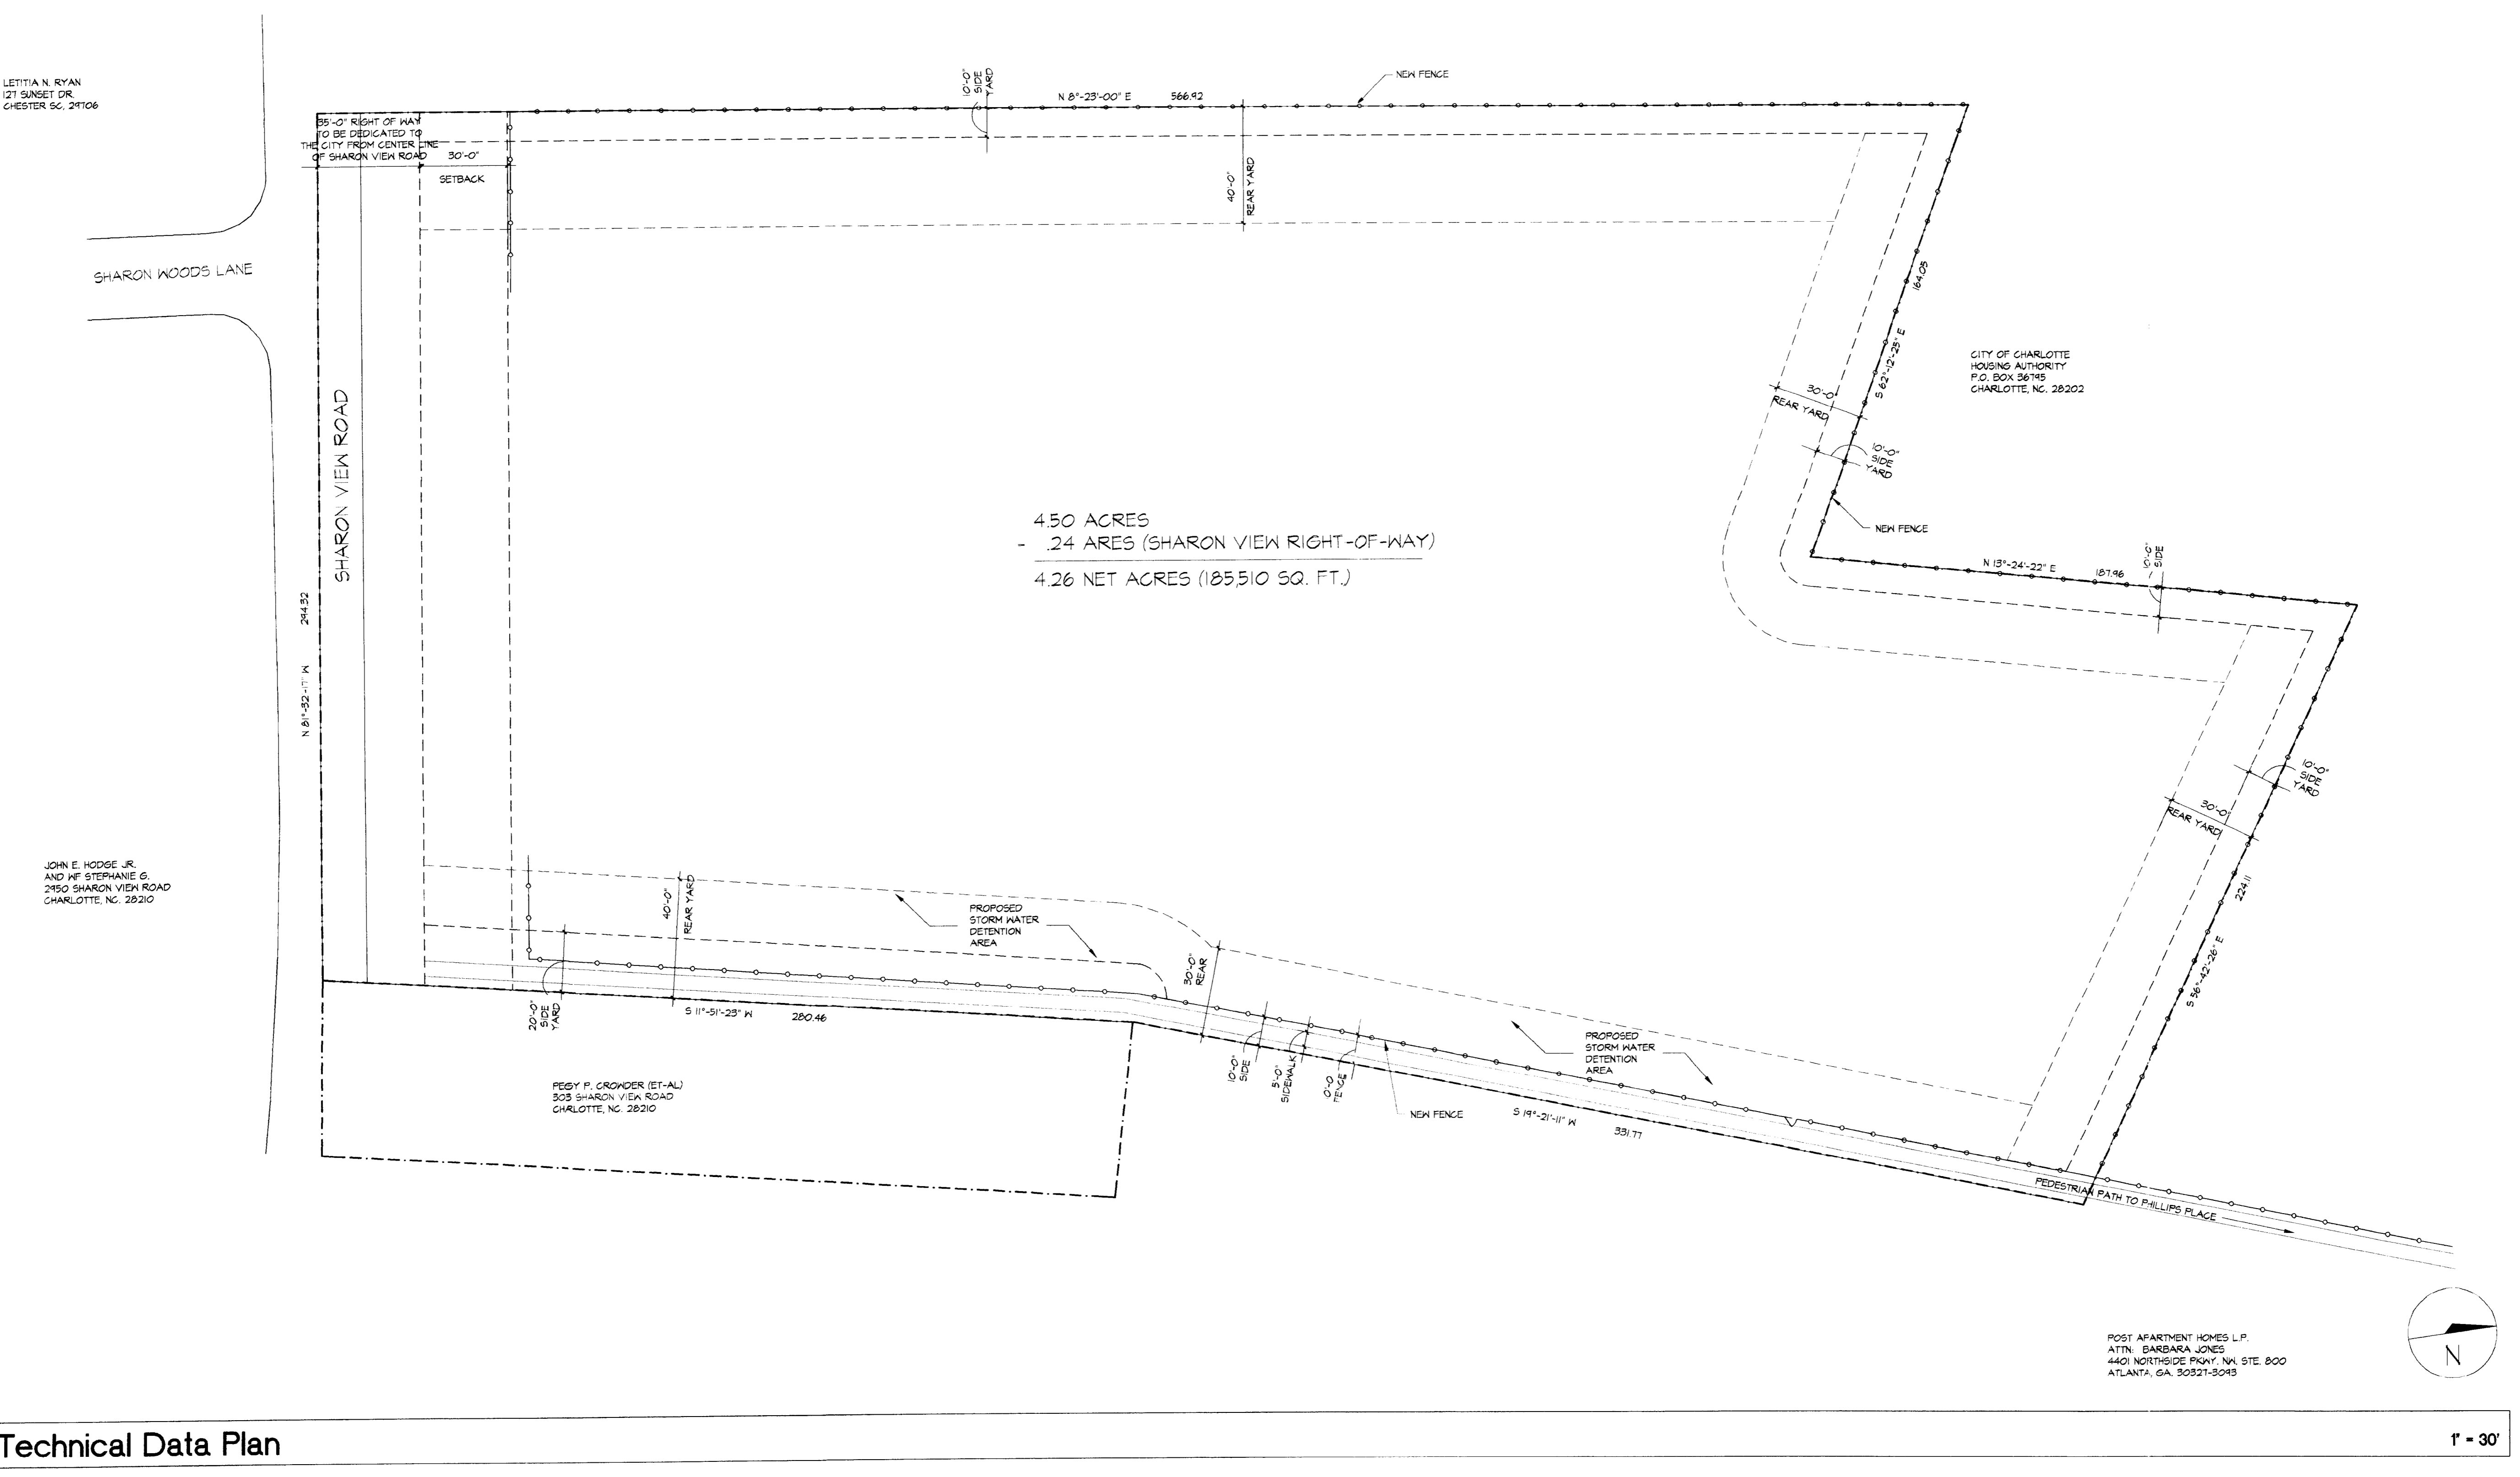 LETITIA N. RYAN
127 SUNSET DR.
CHESTER SC, 29706
35'-0" RIGHT OF WAY
TO BE DEDICATED TO
THE CITY FROM CENTER LINE
OF SHARON VIEW ROAD
30'-0"
SETBACK
10'-0"
SIDE
YARD
N 8°-23'-00" E 566.92
NEW FENCE
40'-0"
REAR YARD
SHARON WOODS LANE
SHARON VIEW ROAD
N 81°-32'-17" W 294.32
164.05
S 62°-12'-25" E
30'-0"
REAR YARD
10'-0"
SIDE
YARD
NEW FENCE
CITY OF CHARLOTTE
HOUSING AUTHORITY
P.O. BOX 36795
CHARLOTTE, NC. 28202
4.50 ACRES
- .24 ARES (SHARON VIEW RIGHT-OF-WAY)
4.26 NET ACRES (185,510 SQ. FT.)
N 13°-24'-22" E 187.96
10'-0"
SIDE
10'-0"
SIDE
YARD
30'-0"
REAR YARD
224.11
S 56°-42'-26" E
JOHN E. HODGE JR.
AND WF STEPHANIE G.
2950 SHARON VIEW ROAD
CHARLOTTE, NC. 28210
40'-0"
REAR YARD
PROPOSED
STORM WATER
DETENTION
AREA
20'-0"
SIDE
YARD
S 11°-51'-23" W 280.46
30'-0"
REAR
10'-0"
SIDE
5'-0"
SIDEWALK
0'-0
FENCE
NEW FENCE
PROPOSED
STORM WATER
DETENTION
AREA
S 19°-21'-11" W 331.77
PEGY P. CROWDER (ET-AL)
303 SHARON VIEW ROAD
CHRLOTTE, NC. 28210
PEDESTRIAN PATH TO PHILLIPS PLACE
POST APARTMENT HOMES L.P.
ATTN: BARBARA JONES
4401 NORTHSIDE PKWY. NW. STE. 800
ATLANTA, GA. 30327-3093
N
Technical Data Plan
1" = 30'